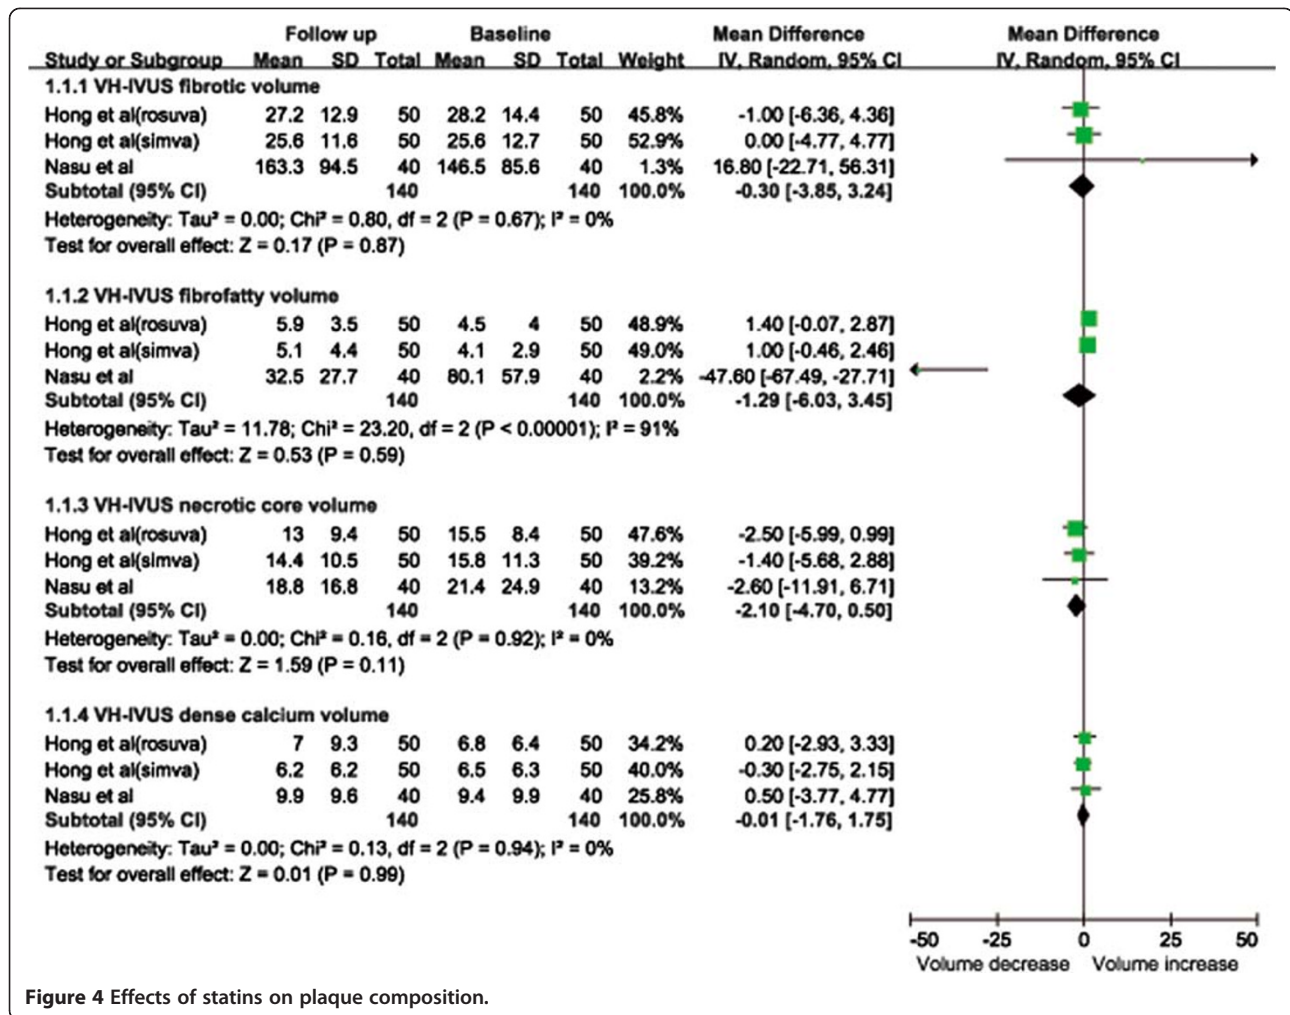 Follow up Baseline Mean Difference Mean Difference
Study or Subgroup Mean SD Total Mean SD Total Weight IV, Random, 95% CI IV, Random, 95% CI
1.1.1 VH-IVUS fibrotic volume
Hong et al(rosuva) 27.2 12.9 50 28.2 14.4 50 45.8% -1.00 [-6.36, 4.36]
Hong et al(simva) 25.6 11.6 50 25.6 12.7 50 52.9% 0.00 [-4.77, 4.77]
Nasu et al 163.3 94.5 40 146.5 85.6 40 1.3% 16.80 [-22.71, 56.31]
Subtotal (95% CI) 140 140 100.0% -0.30 [-3.85, 3.24]
Heterogeneity: Tau² = 0.00; Chi² = 0.80, df = 2 (P = 0.67); I² = 0%
Test for overall effect: Z = 0.17 (P = 0.87)
1.1.2 VH-IVUS fibrofatty volume
Hong et al(rosuva) 5.9 3.5 50 4.5 4 50 48.9% 1.40 [-0.07, 2.87]
Hong et al(simva) 5.1 4.4 50 4.1 2.9 50 49.0% 1.00 [-0.46, 2.46]
Nasu et al 32.5 27.7 40 80.1 57.9 40 2.2% -47.60 [-67.49, -27.71]
Subtotal (95% CI) 140 140 100.0% -1.29 [-6.03, 3.45]
Heterogeneity: Tau² = 11.78; Chi² = 23.20, df = 2 (P < 0.00001); I² = 91%
Test for overall effect: Z = 0.53 (P = 0.59)
1.1.3 VH-IVUS necrotic core volume
Hong et al(rosuva) 13 9.4 50 15.5 8.4 50 47.6% -2.50 [-5.99, 0.99]
Hong et al(simva) 14.4 10.5 50 15.8 11.3 50 39.2% -1.40 [-5.68, 2.88]
Nasu et al 18.8 16.8 40 21.4 24.9 40 13.2% -2.60 [-11.91, 6.71]
Subtotal (95% CI) 140 140 100.0% -2.10 [-4.70, 0.50]
Heterogeneity: Tau² = 0.00; Chi² = 0.16, df = 2 (P = 0.92); I² = 0%
Test for overall effect: Z = 1.59 (P = 0.11)
1.1.4 VH-IVUS dense calcium volume
Hong et al(rosuva) 7 9.3 50 6.8 6.4 50 34.2% 0.20 [-2.93, 3.33]
Hong et al(simva) 6.2 6.2 50 6.5 6.3 50 40.0% -0.30 [-2.75, 2.15]
Nasu et al 9.9 9.6 40 9.4 9.9 40 25.8% 0.50 [-3.77, 4.77]
Subtotal (95% CI) 140 140 100.0% -0.01 [-1.76, 1.75]
Heterogeneity: Tau² = 0.00; Chi² = 0.13, df = 2 (P = 0.94); I² = 0%
Test for overall effect: Z = 0.01 (P = 0.99)
-50 -25 0 25 50
Volume decrease Volume increase
Figure 4 Effects of statins on plaque composition.